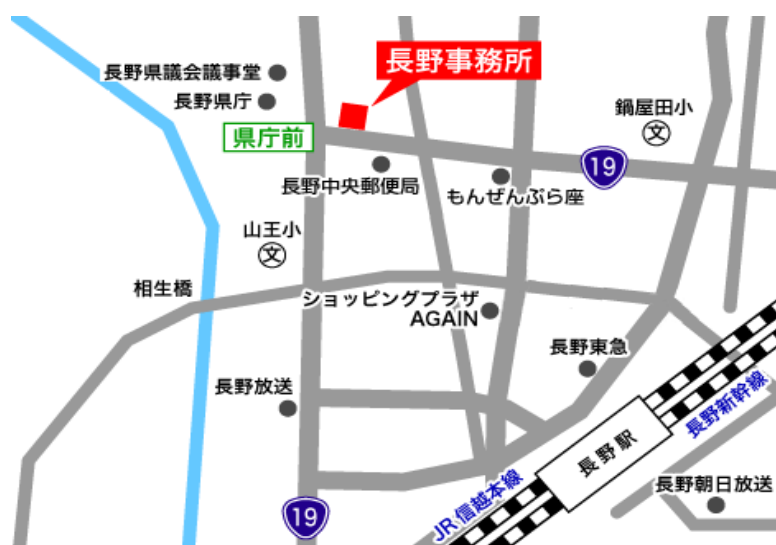 長野事務所
長野県議会議事堂
長野県庁
鍋屋田小
文
県庁前
19
長野中央郵便局
もんぜんぷら座
山王小
文
相生橋
ショッピングプラザ
AGAIN
長野東急
長野放送
長野新幹線
長野駅
JR信越本線
長野朝日放送
19